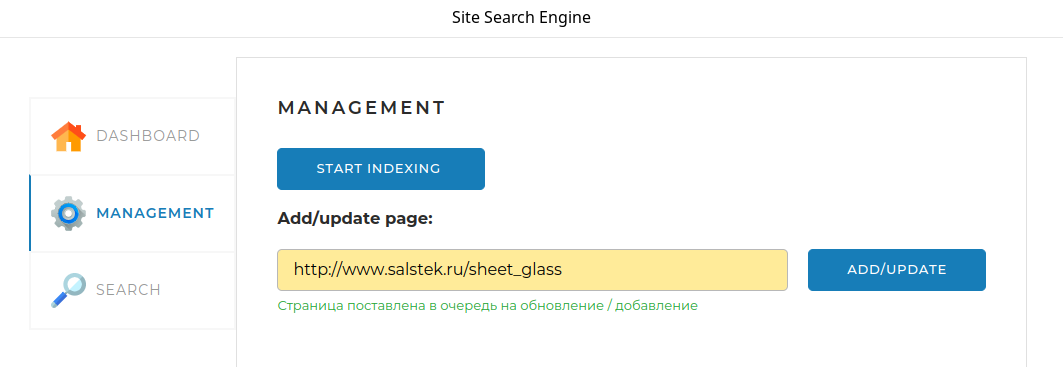 Site Search Engine
DASHBOARD
MANAGEMENT
SEARCH
MANAGEMENT
START INDEXING
Add/update page:
http://www.salstek.ru/sheet_glass
ADD/UPDATE
Страница поставлена в очередь на обновление / добавление